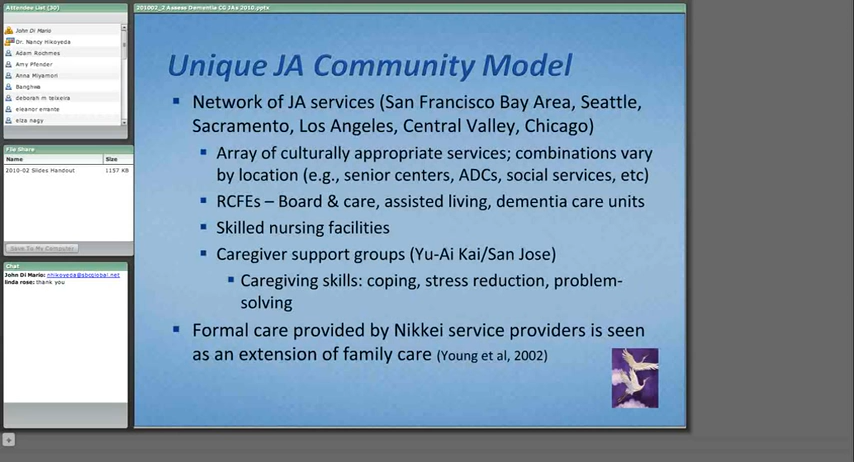 Attendee List (30)
John Di Mario
Dr. Nancy Hikoyeda
Adam Rochmes
Amy Pfender
Anna Miyamori
Banghwa
deborah m teixeira
eleanor errante
elza nagy
File Share
Name Size
2010-02 Slides Handout 1157 KB
Save To My Computer
Chat
John Di Mario: nhikoyeda@sbcglobal.net
linda rose: thank you
201002_2 Assess Dementia CG JAs 2010.pptx
Unique JA Community Model
Network of JA services (San Francisco Bay Area, Seattle,
Sacramento, Los Angeles, Central Valley, Chicago)
Array of culturally appropriate services; combinations vary
by location (e.g., senior centers, ADCs, social services, etc)
RCFEs – Board & care, assisted living, dementia care units
Skilled nursing facilities
Caregiver support groups (Yu-Ai Kai/San Jose)
Caregiving skills: coping, stress reduction, problem-
solving
Formal care provided by Nikkei service providers is seen
as an extension of family care (Young et al, 2002)